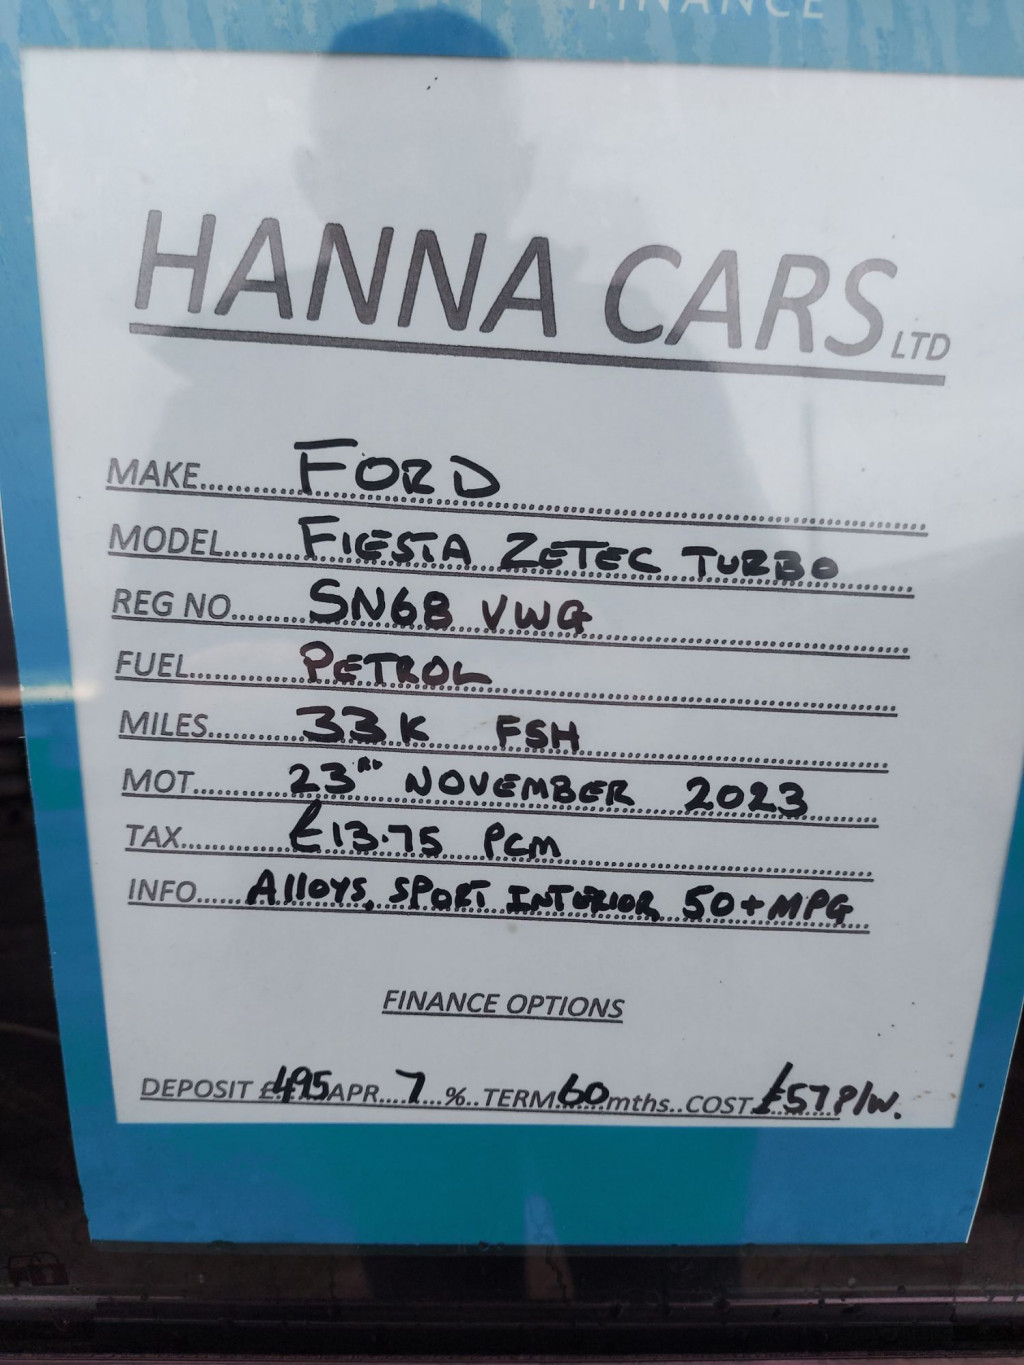 FINANCE
HANNA CARS LTD
MAKE FORD
MODEL FIESTA ZETEC TURBO
REG NO SN68 VWG
FUEL PETROL
MILES 33K FSH
MOT 23RD NOVEMBER 2023
TAX £13.75 PCM
INFO Alloys, SPORT INTERIOR 50+MPG
FINANCE OPTIONS
DEPOSIT £495 APR 7 % TERM 60 mths COST £57 P/W.